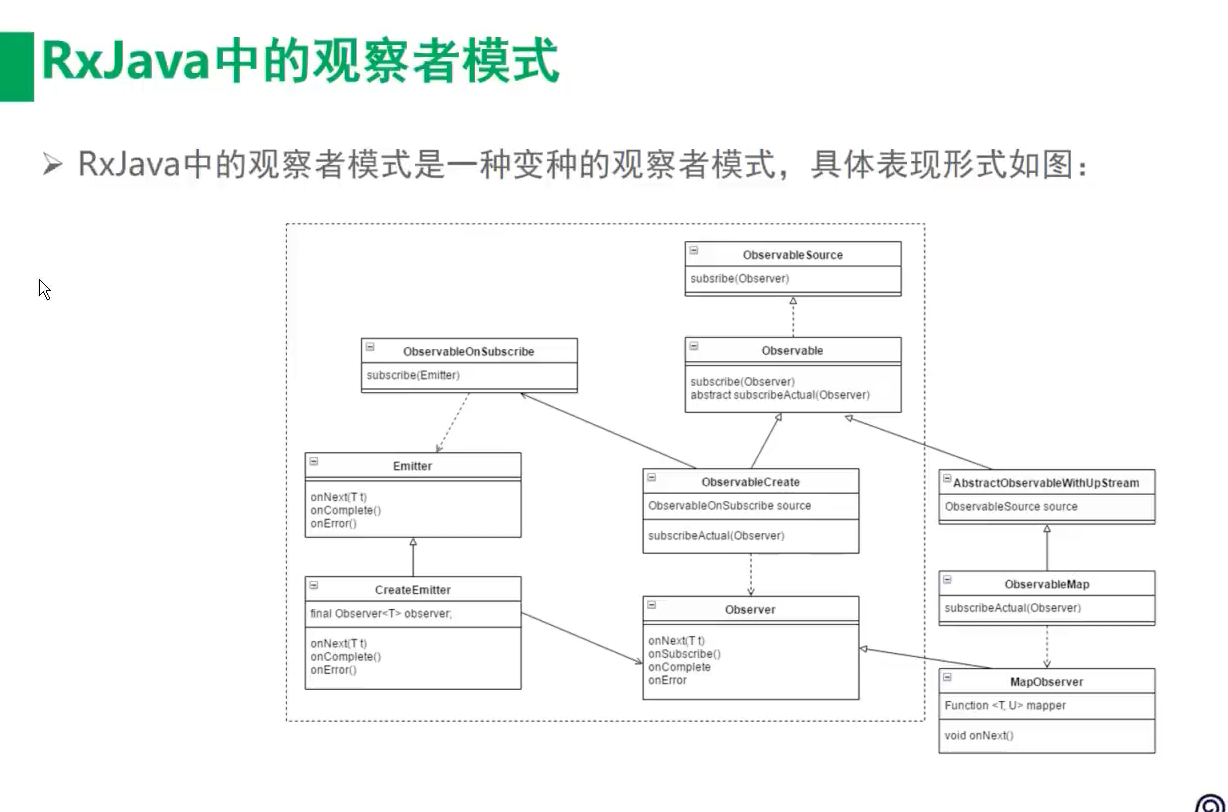 RxJava中的观察者模式
RxJava中的观察者模式是一种变种的观察者模式，具体表现形式如图：
ObservableSource
subsribe(Observer)
ObservableOnSubscribe
subscribe(Emitter)
Observable
subscribe(Observer)
abstract subscribeActual(Observer)
Emitter
onNext(T t)
onComplete()
onError()
ObservableCreate
ObservableOnSubscribe source
subscribeActual(Observer)
AbstractObservableWithUpStream
ObservableSource source
CreateEmitter
final Observer<T> observer;
onNext(T t)
onComplete()
onError()
Observer
onNext(T t)
onSubscribe()
onComplete
onError
ObservableMap
subscribeActual(Observer)
MapObserver
Function <T, U> mapper
void onNext()